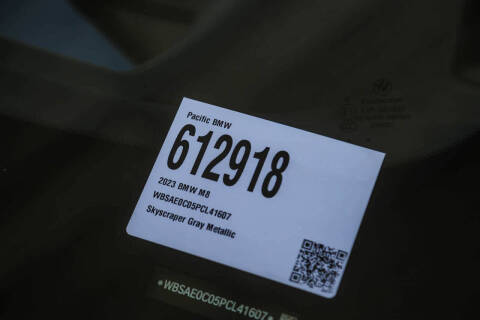 Pacific BMW
612918
2023 BMW M8
WBSAE0C05PCL41607
Skyscraper Gray Metallic
*WBSAE0C05PCL41607*